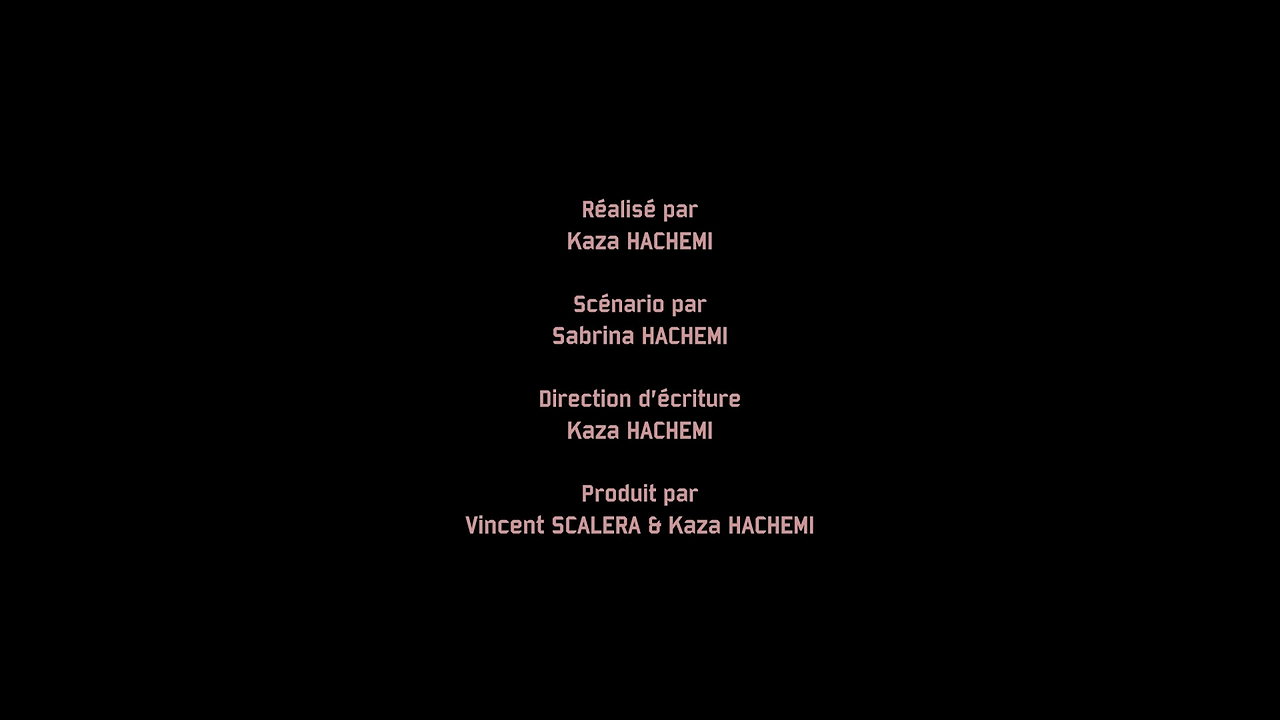 Réalisé par
Kaza HACHEMI
Scénario par
Sabrina HACHEMI
Direction d'écriture
Kaza HACHEMI
Produit par
Vincent SCALERA & Kaza HACHEMI